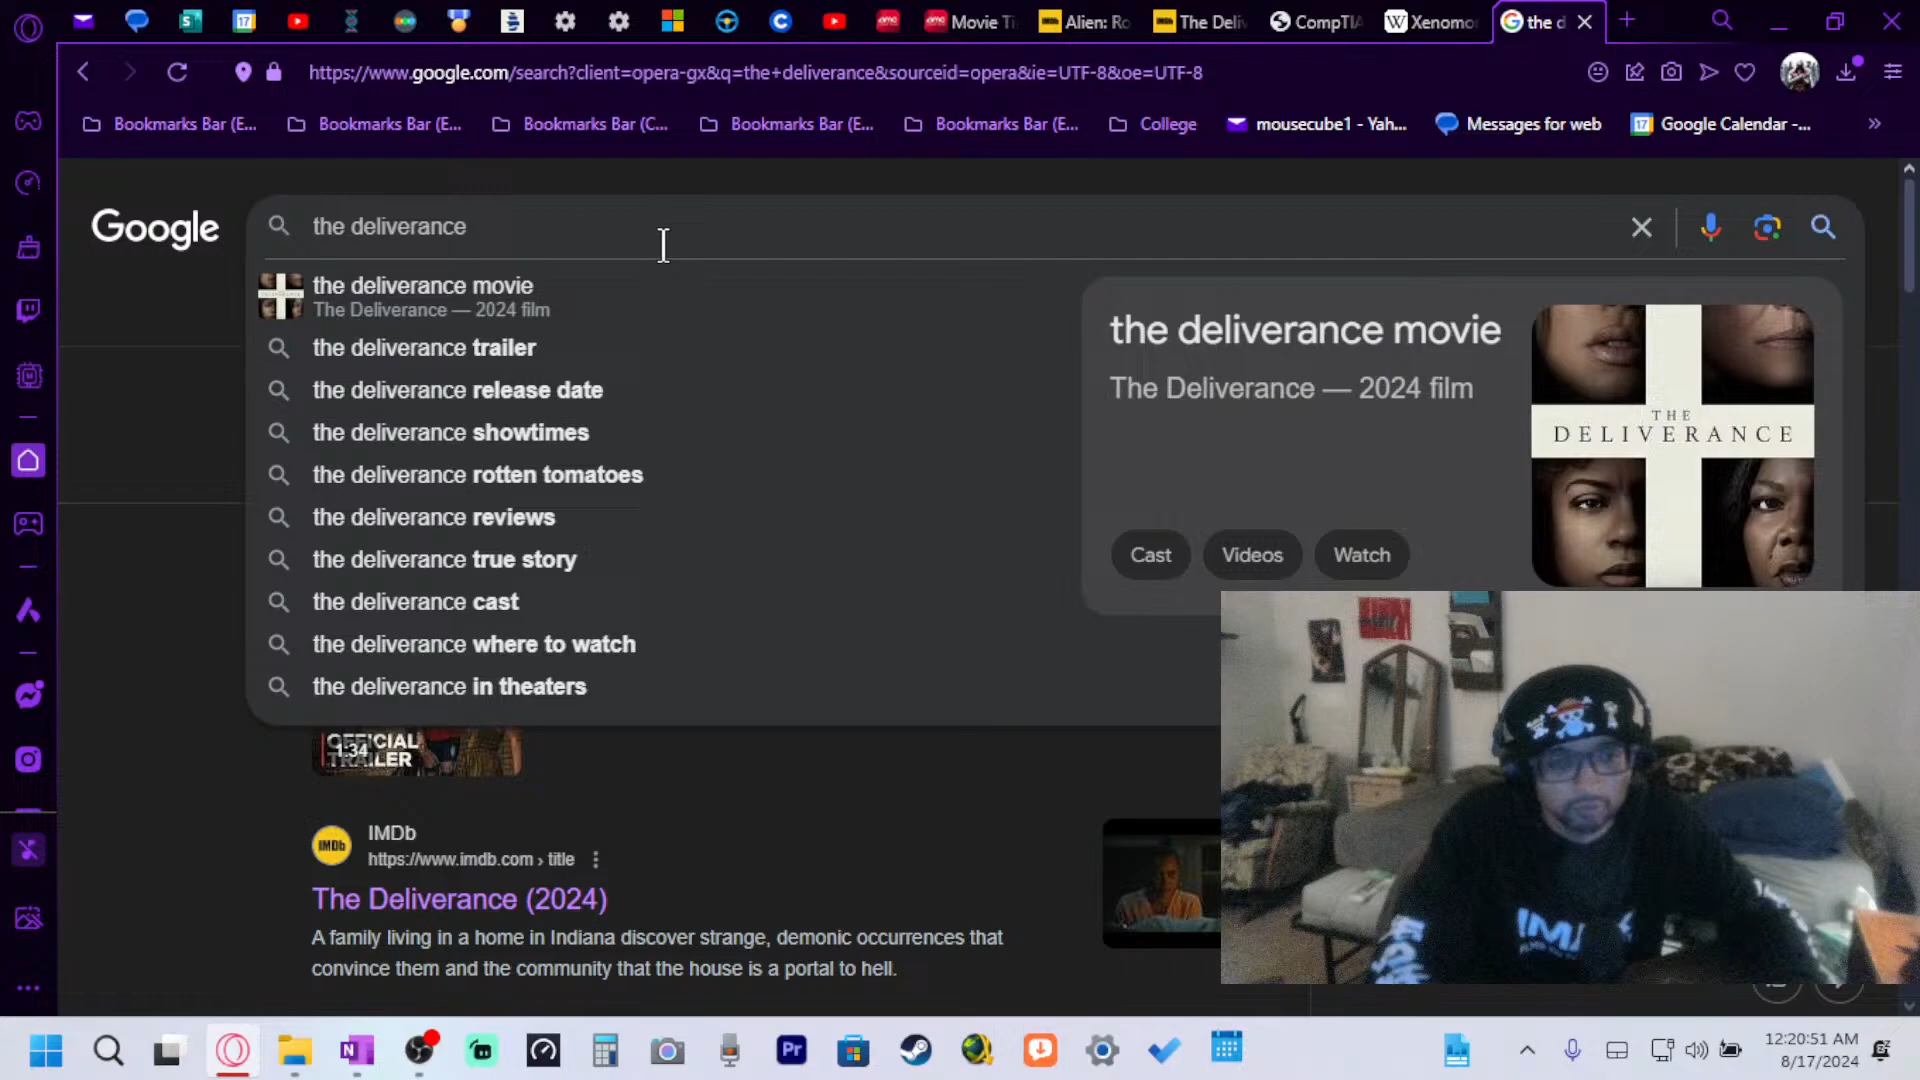 Movie Ti
Alien: Ro
The Deliv
CompTIA
Xenomo
the d
https://www.google.com/search?client=opera-gx&q=the+deliverance&sourceid=opera&ie=UTF-8&oe=UTF-8
Bookmarks Bar (E...
Bookmarks Bar (E...
Bookmarks Bar (C...
Bookmarks Bar (E...
Bookmarks Bar (E...
College
mousecube1 - Yah...
Messages for web
Google Calendar -...
Google
the deliverance
the deliverance movie
The Deliverance — 2024 film
the deliverance trailer
the deliverance release date
the deliverance showtimes
the deliverance rotten tomatoes
the deliverance reviews
the deliverance true story
the deliverance cast
the deliverance where to watch
the deliverance in theaters
the deliverance movie
The Deliverance — 2024 film
THE
DELIVERANCE
Cast
Videos
Watch
OFFICIAL
TRAILER
1:34
IMDb
IMDb
https://www.imdb.com › title
The Deliverance (2024)
A family living in a home in Indiana discover strange, demonic occurrences that
convince them and the community that the house is a portal to hell.
12:20:51 AM
8/17/2024